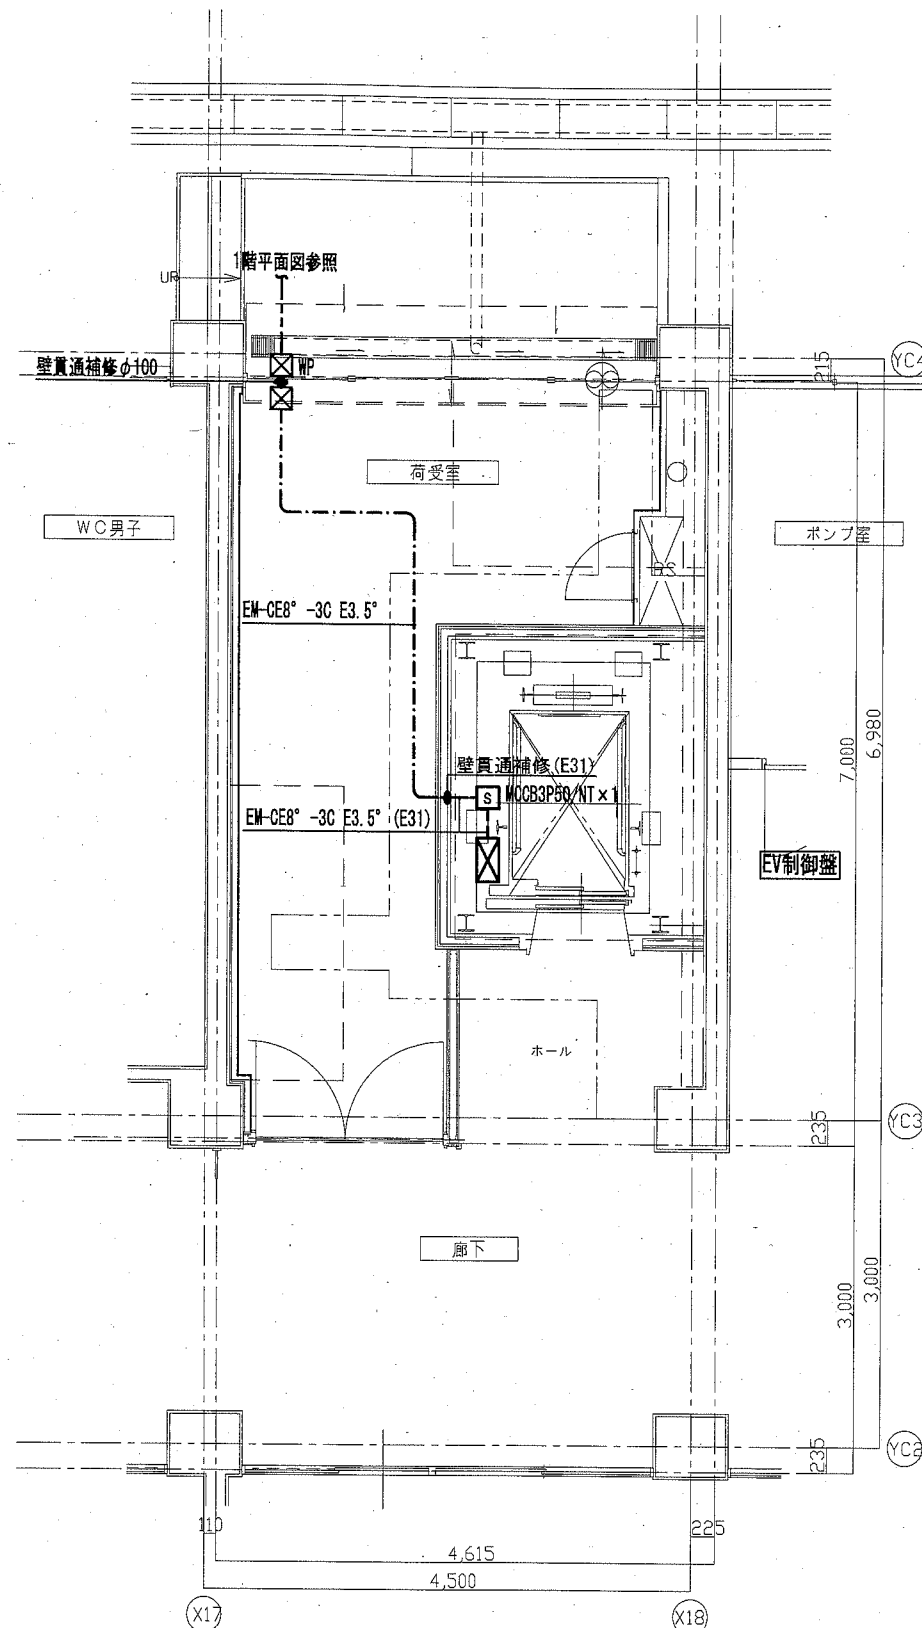 1階平面図参照
UP
壁貫通補修φ100
WP
YC4
215
荷受室
WC男子
ポンプ室
EM-CE8°-3C E3.5°
7,000
6,980
壁貫通補修(E31)
S
MCCB3P50/NT×1
EM-CE8°-3C E3.5°(E31)
EV制御盤
ホール
YC3
235
廊下
3,000
3,000
YC2
235
110
225
4,615
4,500
X17
X18